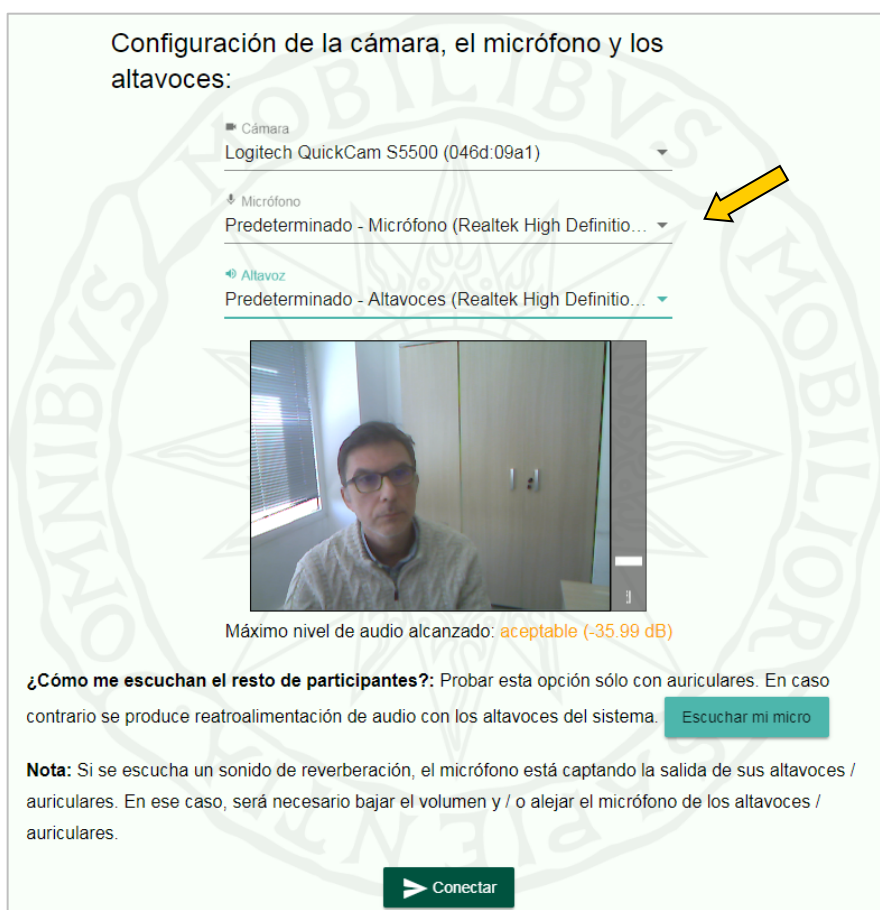 Configuración de la cámara, el micrófono y los
altavoces:
Cámara
Logitech QuickCam S5500 (046d:09a1)
Micrófono
Predeterminado - Micrófono (Realtek High Definitio...
Altavoz
Predeterminado - Altavoces (Realtek High Definitio...
Máximo nivel de audio alcanzado: aceptable (-35.99 dB)
¿Cómo me escuchan el resto de participantes?: Probar esta opción sólo con auriculares. En caso
contrario se produce reatroalimentación de audio con los altavoces del sistema. Escuchar mi micro
Nota: Si se escucha un sonido de reverberación, el micrófono está captando la salida de sus altavoces /
auriculares. En ese caso, será necesario bajar el volumen y / o alejar el micrófono de los altavoces /
auriculares.
Conectar
OMNIBVS MOBILIBVS MOBILIOR SAPIENTIA